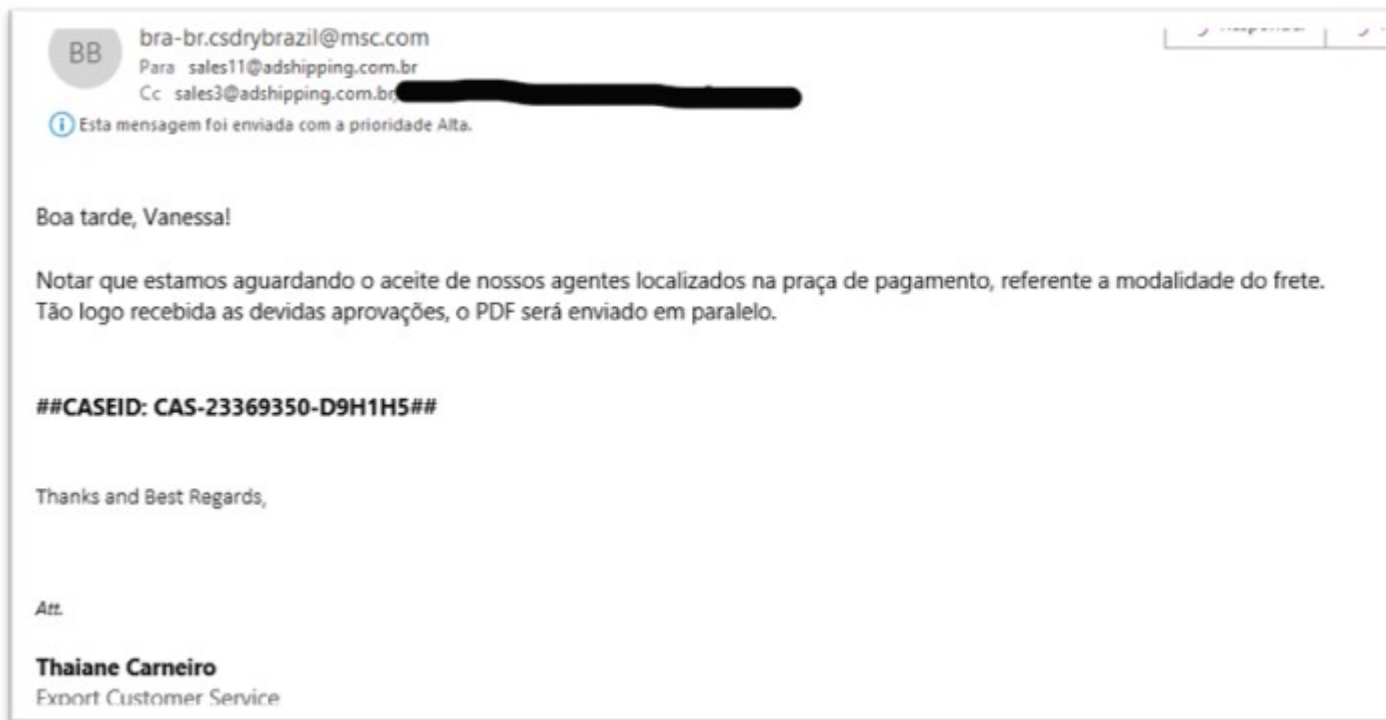 BB
bra-br.csdrybrazil@msc.com
Para sales11@adshipping.com.br
Cc sales3@adshipping.com.br
Esta mensagem foi enviada com a prioridade Alta.
Boa tarde, Vanessa!
Notar que estamos aguardando o aceite de nossos agentes localizados na praça de pagamento, referente a modalidade do frete.
Tão logo recebida as devidas aprovações, o PDF será enviado em paralelo.
##CASEID: CAS-23369350-D9H1H5##
Thanks and Best Regards,
Att.
Thaiane Carneiro
Export Customer Service